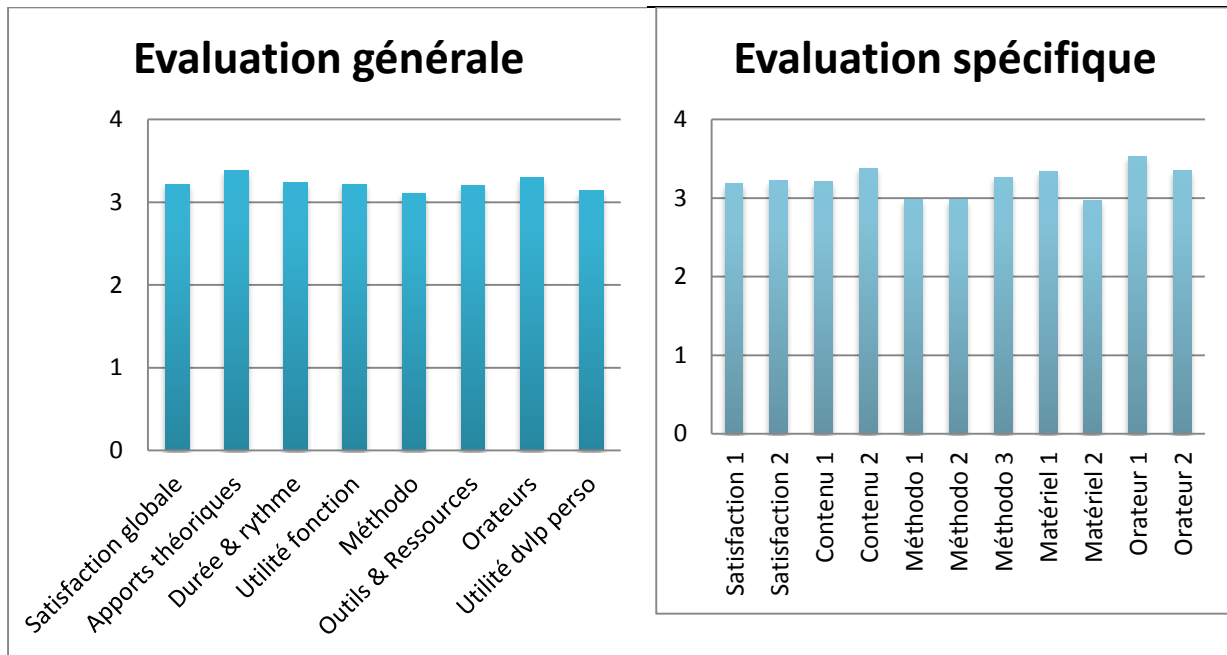 Evaluation générale
4
3
2
1
0
Satisfaction globale
Apports théoriques
Durée & rythme
Utilité fonction
Méthodo
Outils & Ressources
Orateurs
Utilité dvlp perso
Evaluation spécifique
4
3
2
1
0
Satisfaction 1
Satisfaction 2
Contenu 1
Contenu 2
Méthodo 1
Méthodo 2
Méthodo 3
Matériel 1
Matériel 2
Orateur 1
Orateur 2